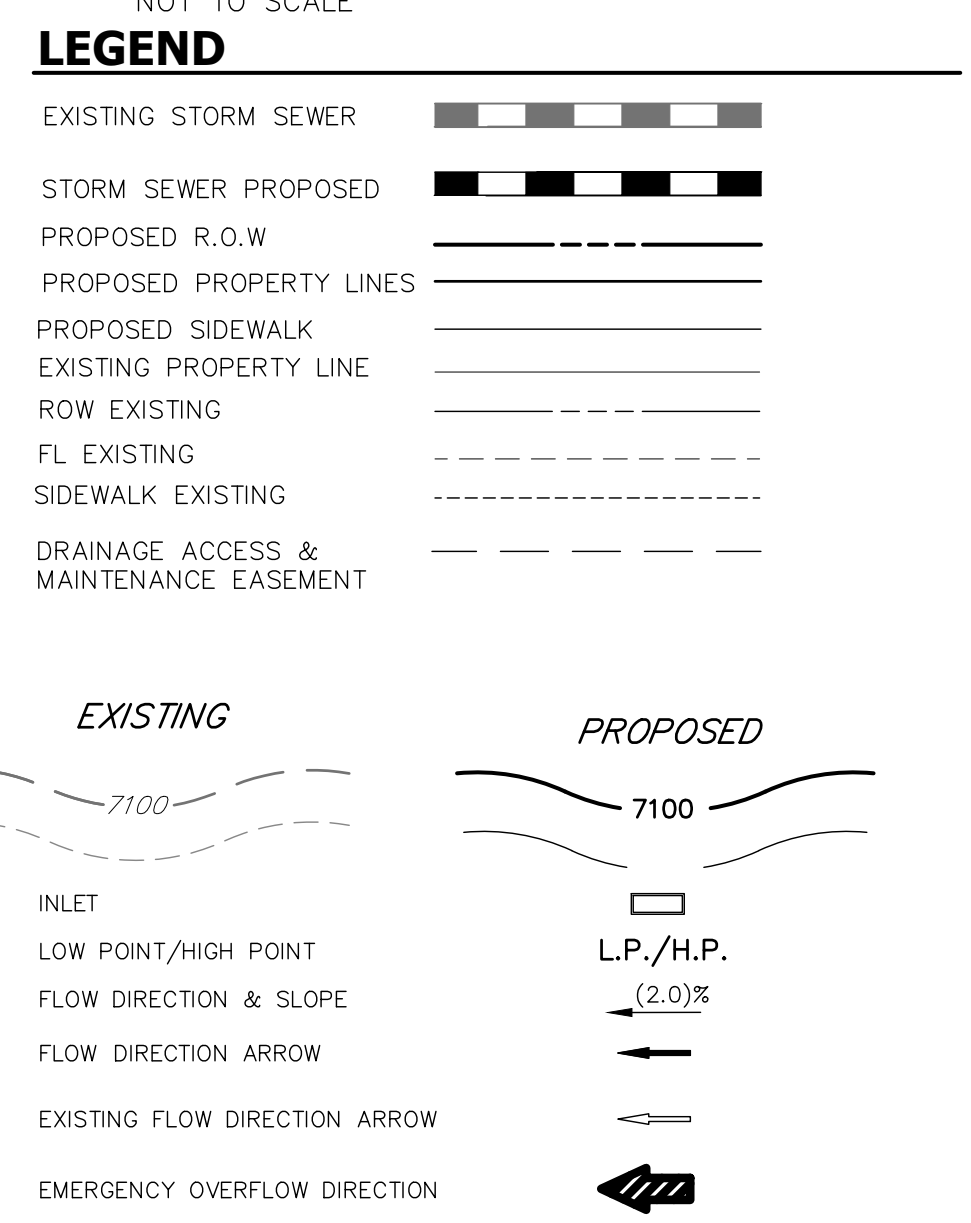 NOT TO SCALE
LEGEND
EXISTING STORM SEWER
STORM SEWER PROPOSED
PROPOSED R.O.W
PROPOSED PROPERTY LINES
PROPOSED SIDEWALK
EXISTING PROPERTY LINE
ROW EXISTING
FL EXISTING
SIDEWALK EXISTING
DRAINAGE ACCESS &
MAINTENANCE EASEMENT
EXISTING
PROPOSED
7100
7100
INLET
LOW POINT/HIGH POINT
L.P./H.P.
FLOW DIRECTION & SLOPE
(2.0)%
FLOW DIRECTION ARROW
EXISTING FLOW DIRECTION ARROW
EMERGENCY OVERFLOW DIRECTION